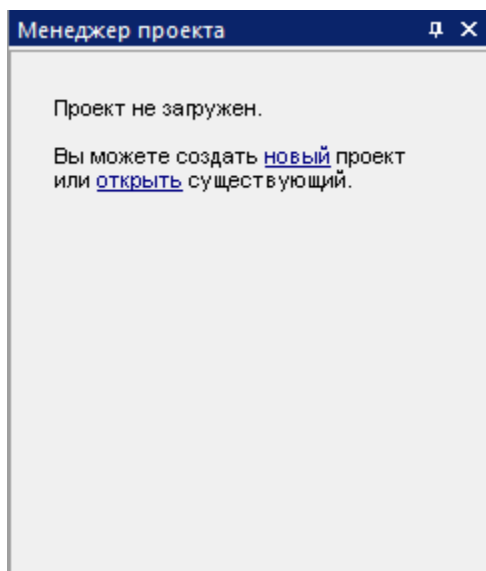 Менеджер проекта
Проект не загружен.
Вы можете создать новый проект
или открыть существующий.